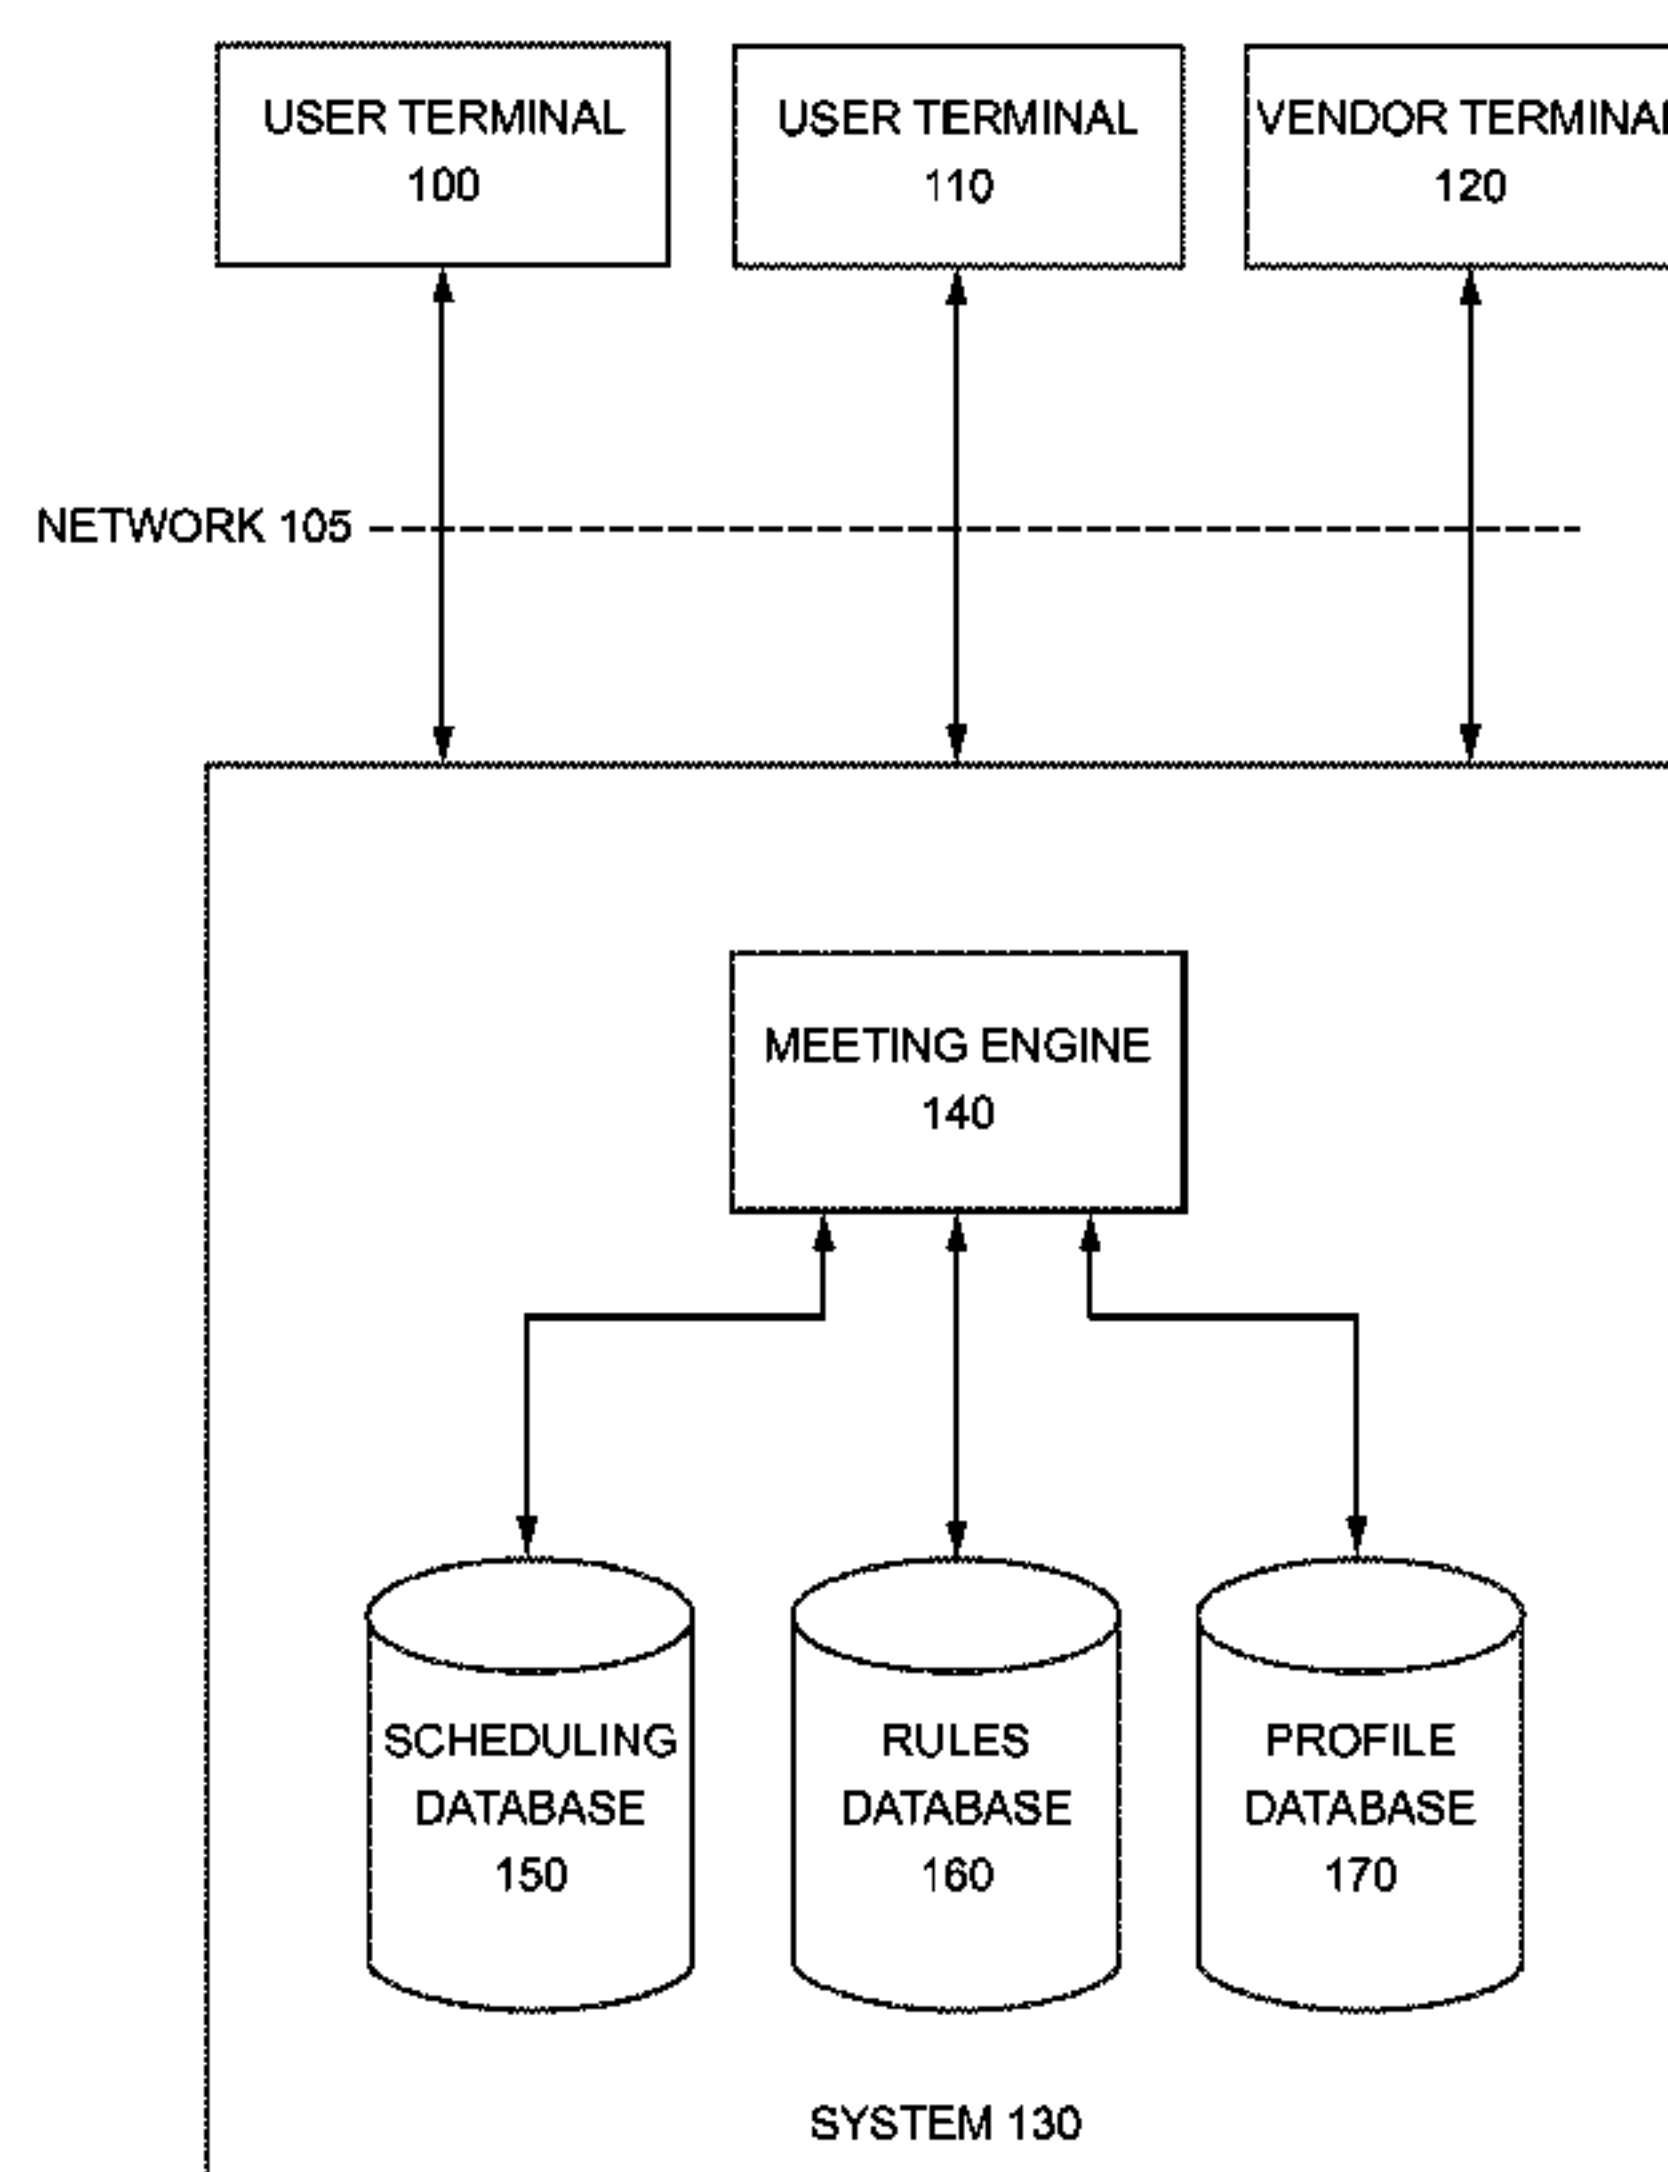 USER TERMINAL
100
USER TERMINAL
110
VENDOR TERMINAL
120
NETWORK 105
MEETING ENGINE
140
SCHEDULING
DATABASE
150
RULES
DATABASE
160
PROFILE
DATABASE
170
SYSTEM 130